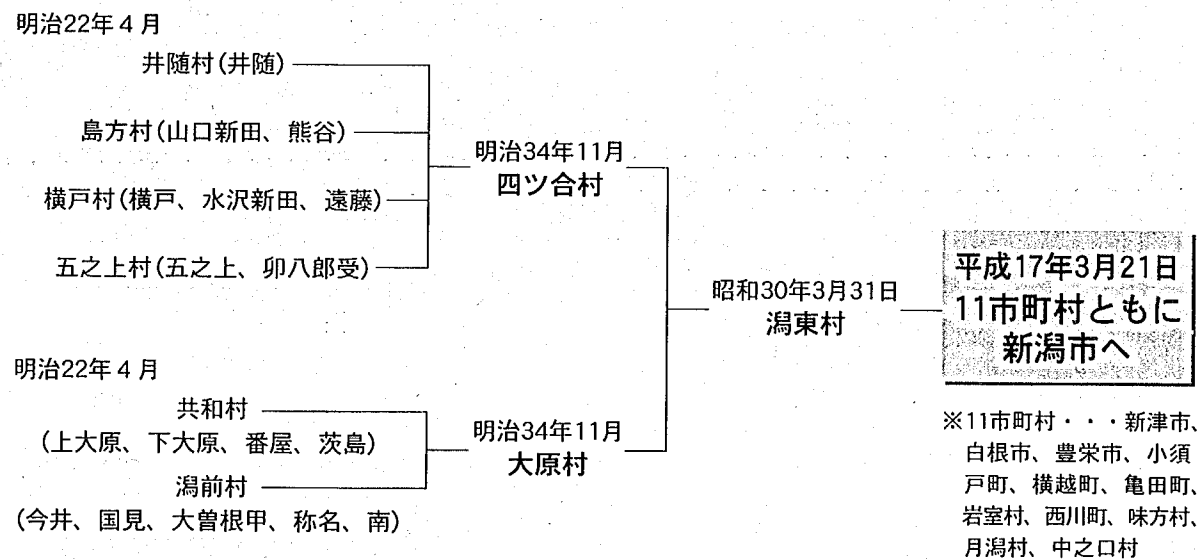 明治22年4月
井随村(井随)
島方村(山口新田、熊谷)
横戸村(横戸、水沢新田、遠藤)
五之上村(五之上、卯八郎受)
明治34年11月
四ツ合村
明治22年4月
共和村
(上大原、下大原、番屋、茨島)
潟前村
(今井、国見、大曽根甲、称名、南)
明治34年11月
大原村
昭和30年3月31日
潟東村
平成17年3月21日
11市町村ともに
新潟市へ
※11市町村・・・新津市、
白根市、豊栄市、小須
戸町、横越町、亀田町、
岩室村、西川町、味方村、
月潟村、中之口村